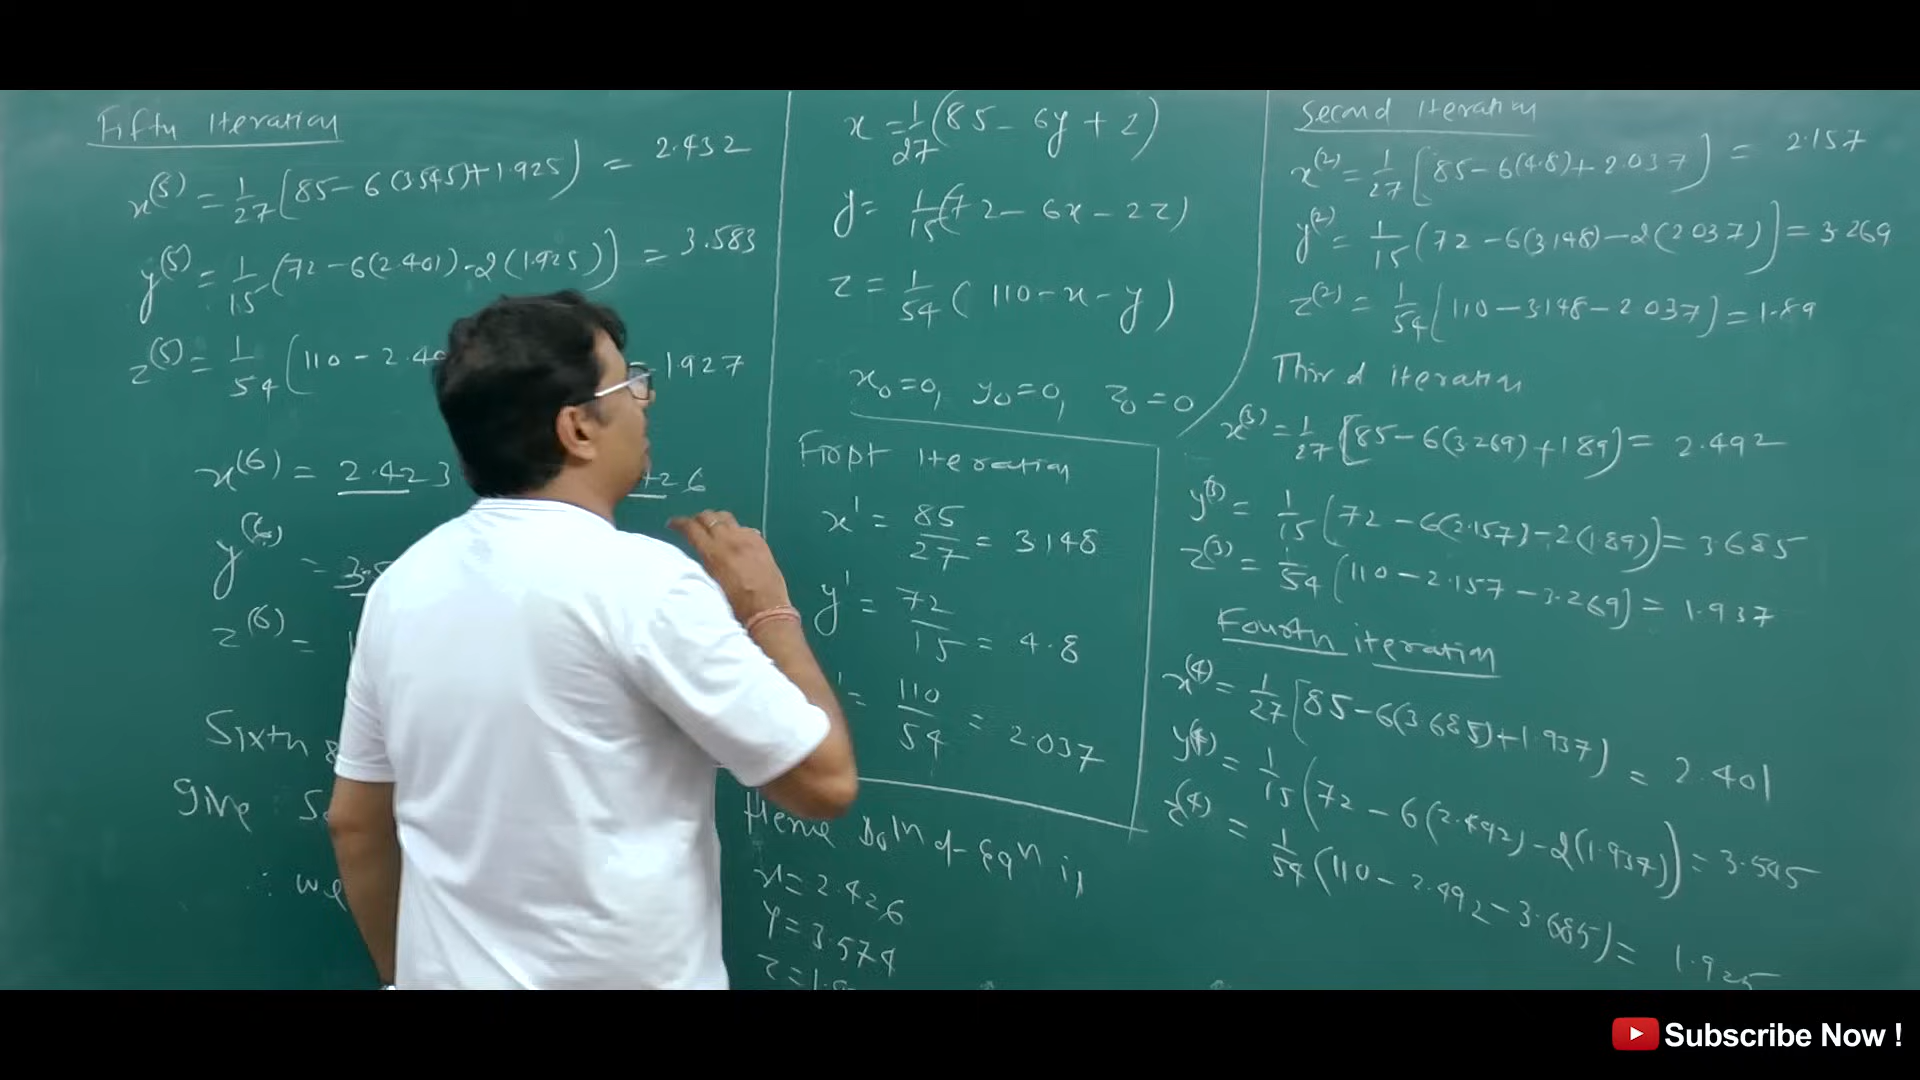 Fifth Iteration
x^(5) = 1/27 (85 - 6(3.545) + 1.925) = 2.432
y^(5) = 1/15 (72 - 6(2.401) - 2(1.925)) = 3.583
z^(5) = 1/54 (110 - 2.40 = 1.927
x^(6) = 2.423
y^(6) = 3.5
z^(6) =
Sixth &
Give
∴ we
x = 1/27 (85 - 6y + z)
y = 1/15 (72 - 6x - 2z)
z = 1/54 (110 - x - y)
x0 = 0, y0 = 0, z0 = 0
First Iteration
x' = 85/27 = 3.148
y' = 72/15 = 4.8
' = 110/54 = 2.037
Hence Soln of Eqn is
x = 2.426
y = 3.574
z = 1.9
Second Iteration
x^(2) = 1/27 [85 - 6(4.8) + 2.037) = 2.157
y^(2) = 1/15 (72 - 6(3.148) - 2(2.037)] = 3.269
z^(2) = 1/54 (110 - 3.148 - 2.037) = 1.89
Third iteration
x^(3) = 1/27 [85 - 6(3.269) + 1.89) = 2.492
y^(3) = 1/15 (72 - 6(2.157) - 2(1.89)) = 3.685
z^(3) = 1/54 (110 - 2.157 - 3.269) = 1.937
Fourth iteration
x^(4) = 1/27 [85 - 6(3.685) + 1.937) = 2.401
y^(4) = 1/15 (72 - 6(2.492) - 2(1.937)) = 3.545
z^(4) = 1/54 (110 - 2.492 - 3.685) = 1.925
Subscribe Now !